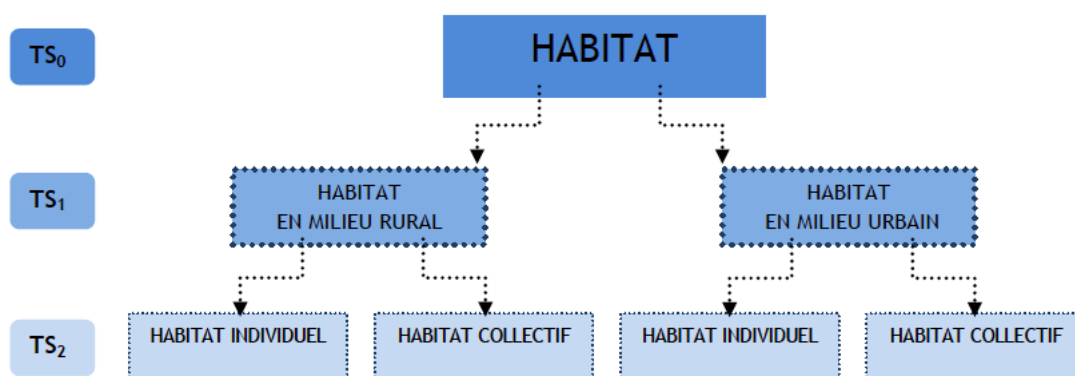 TS₀
HABITAT
TS₁
HABITAT
EN MILIEU RURAL
HABITAT
EN MILIEU URBAIN
TS₂
HABITAT INDIVIDUEL
HABITAT COLLECTIF
HABITAT INDIVIDUEL
HABITAT COLLECTIF